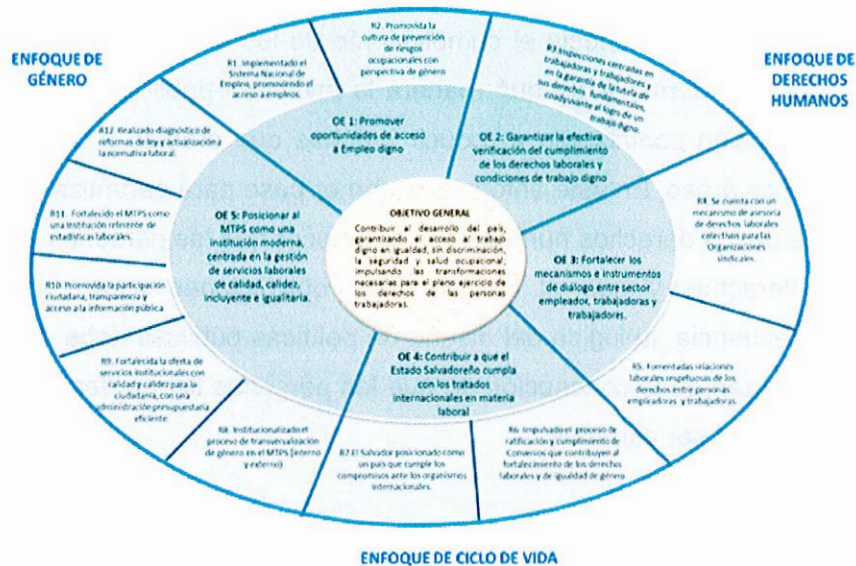 ENFOQUE DE
GÉNERO
ENFOQUE DE
DERECHOS
HUMANOS
R1. Implementado el
Sistema Nacional de
Empleo, promoviendo el
acceso a empleos.
R2. Promovida la
cultura de prevención
de riesgos
ocupacionales con
perspectiva de género
R3 Inspecciones centradas en
trabajadoras y trabajadores y
en la garantía de la tutela de
sus derechos fundamentales,
coadyuvante al logro de un
trabajo digno.
R4. Se cuenta con un
mecanismo de asesoría
de derechos laborales
colectivos para las
Organizaciones
sindicales.
R5. Fomentadas relaciones
laborales respetuosas de los
derechos entre personas
empleadoras y trabajadoras.
R6. Impulsado el proceso de
ratificación y cumplimiento de
Convenios que contribuyen al
fortalecimiento de los derechos
laborales y de igualdad de género
R7 El Salvador posicionado como
un país que cumple los
compromisos ante los organismos
internacionales.
R8. Institucionalizado el
proceso de transversalización
de género en el MTPS (interno
y externo)
R9. Fortalecida la oferta de
servicios institucionales con
calidad y calidez para la
ciudadanía, con una
administración presupuestaria
eficiente.
R10. Promovida la participación
ciudadana, transparencia y
acceso a la información pública.
R11. Fortalecido el MTPS como
una Institución referente de
estadísticas laborales.
R12. Realizado diagnóstico de
reformas de ley y actualización a
la normativa laboral.
OE 1: Promover
oportunidades de acceso
a Empleo digno
OE 2: Garantizar la efectiva
verificación del cumplimiento
de los derechos laborales y
condiciones de trabajo digno
OE 3: Fortalecer los
mecanismos e instrumentos
de diálogo entre sector
empleador, trabajadoras y
trabajadores.
OE 4: Contribuir a que el
Estado Salvadoreño cumpla
con los tratados
internacionales en materia
laboral
OE 5: Posicionar al
MTPS como una
institución moderna,
centrada en la gestión
de servicios laborales
de calidad, calidez,
incluyente e igualitaria.
OBJETIVO GENERAL
Contribuir al desarrollo del país,
garantizando el acceso al trabajo
digno en igualdad, sin discriminación,
la seguridad y salud ocupacional,
impulsando las transformaciones
necesarias para el pleno ejercicio de
los derechos de las personas
trabajadoras.
ENFOQUE DE CICLO DE VIDA